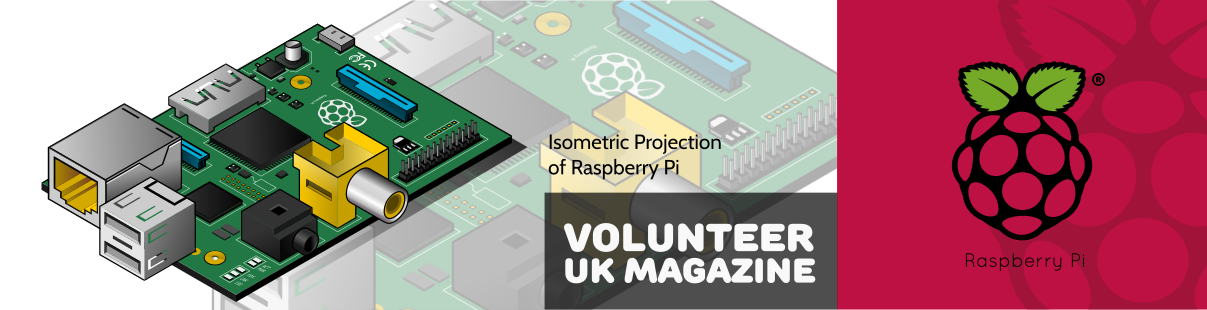 Isometric Projection
of Raspberry Pi
VOLUNTEER
UK MAGAZINE
®
Raspberry Pi